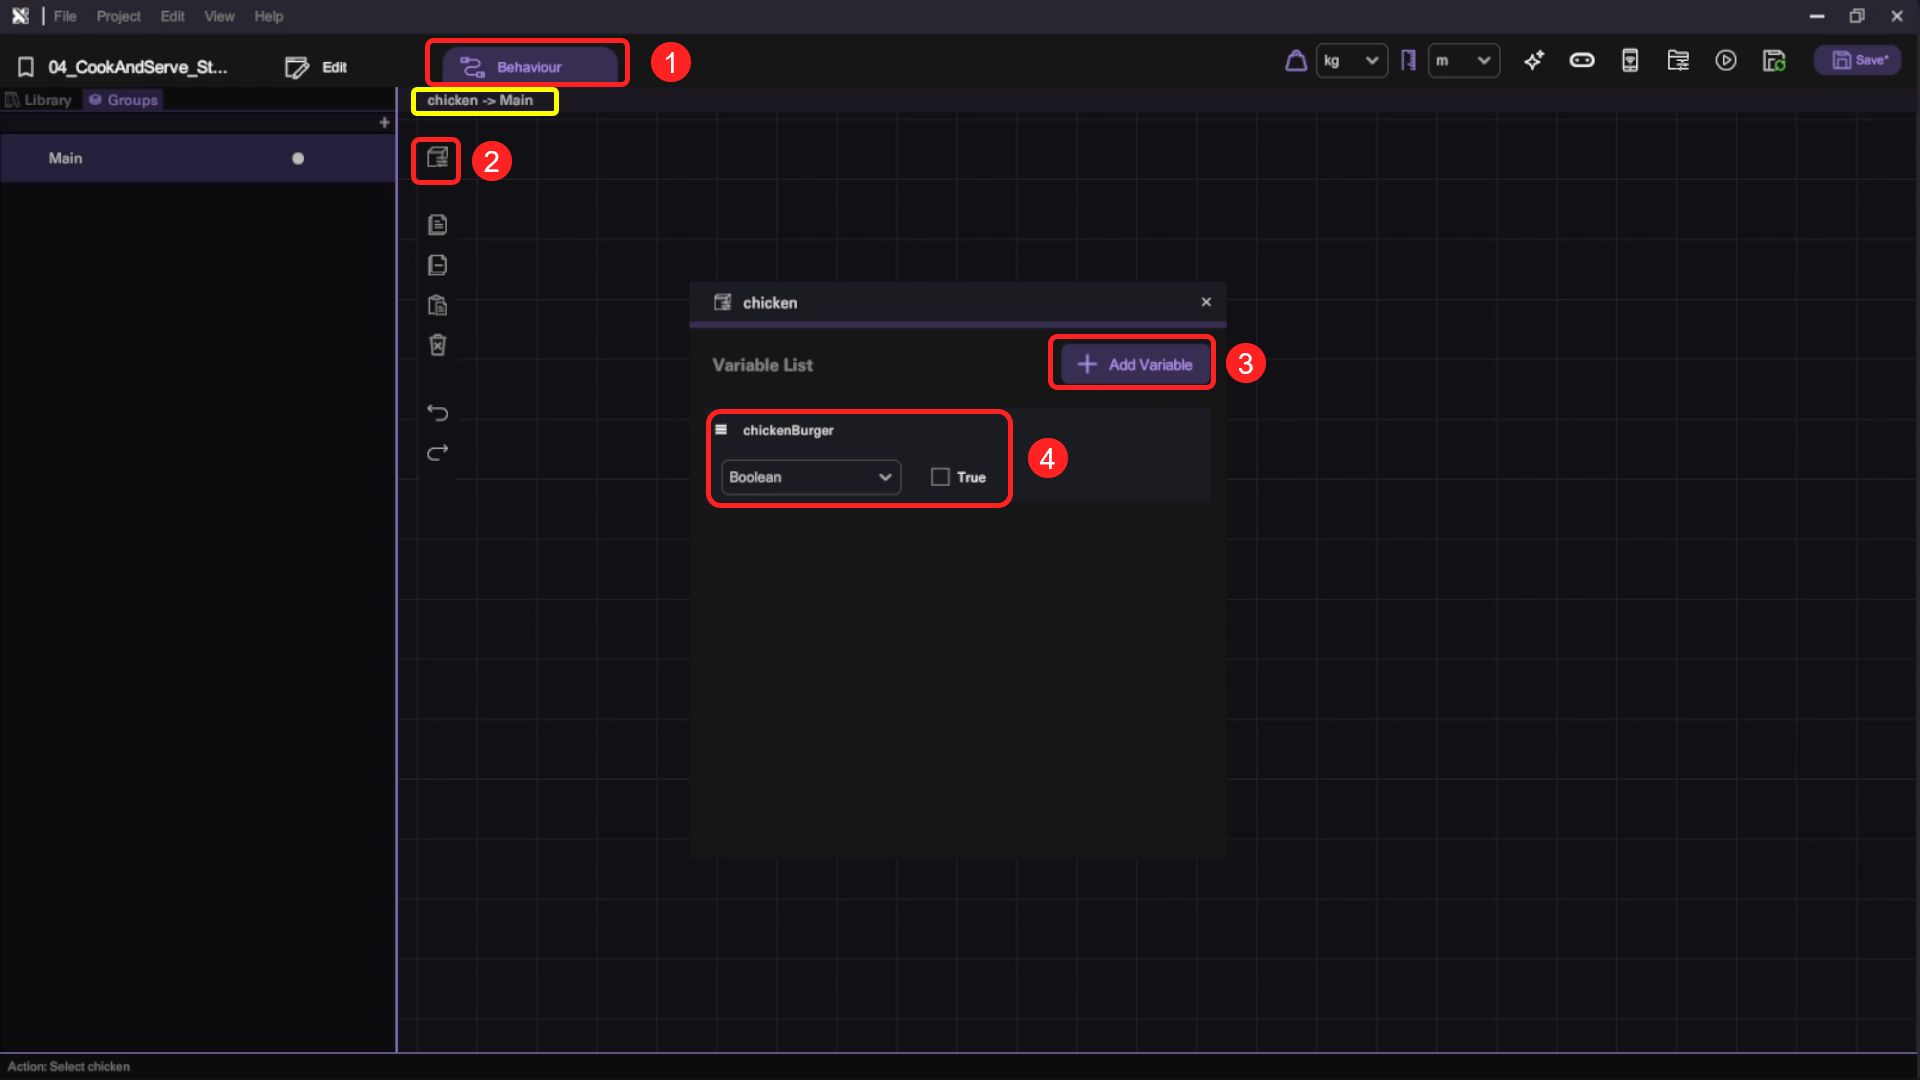 File Project Edit View Help
04_CookAndServe_St... Edit Behaviour 1 kg m Save*
Library Groups chicken -> Main
+
Main 2
chicken
Variable List Add Variable 3
chickenBurger
4
Boolean True
Action: Select chicken